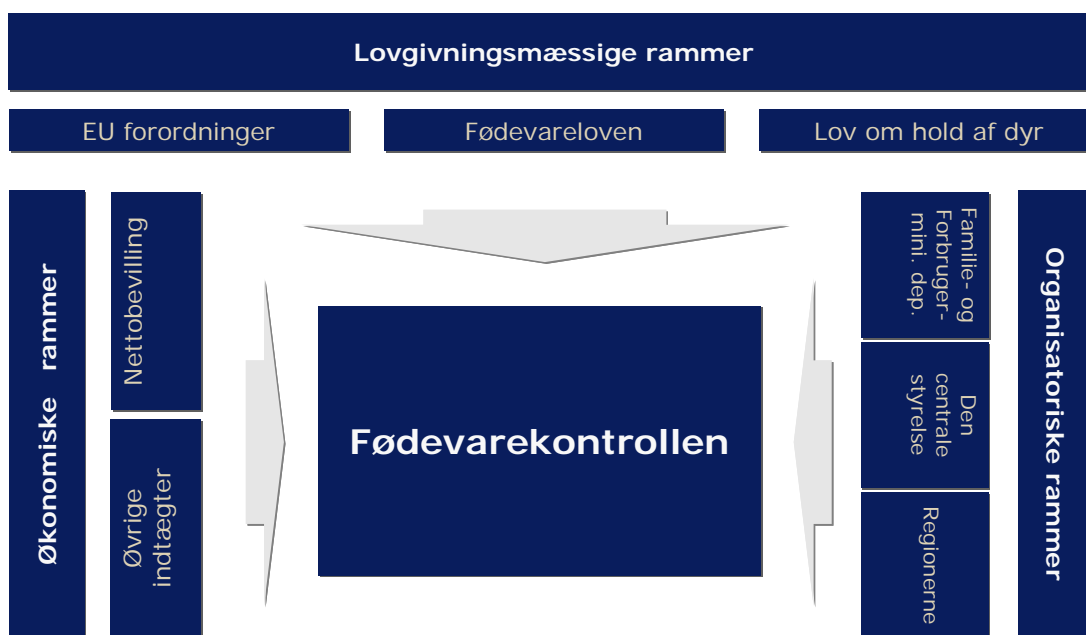 Lovgivningsmæssige rammer
EU forordninger
Fødevareloven
Lov om hold af dyr
Økonomiske rammer
Nettobevilling
Øvrige
indtægter
Fødevarekontrollen
Familie- og
Forbruger-
mini. dep.
Den
centrale
styrelse
Regionerne
Organisatoriske rammer